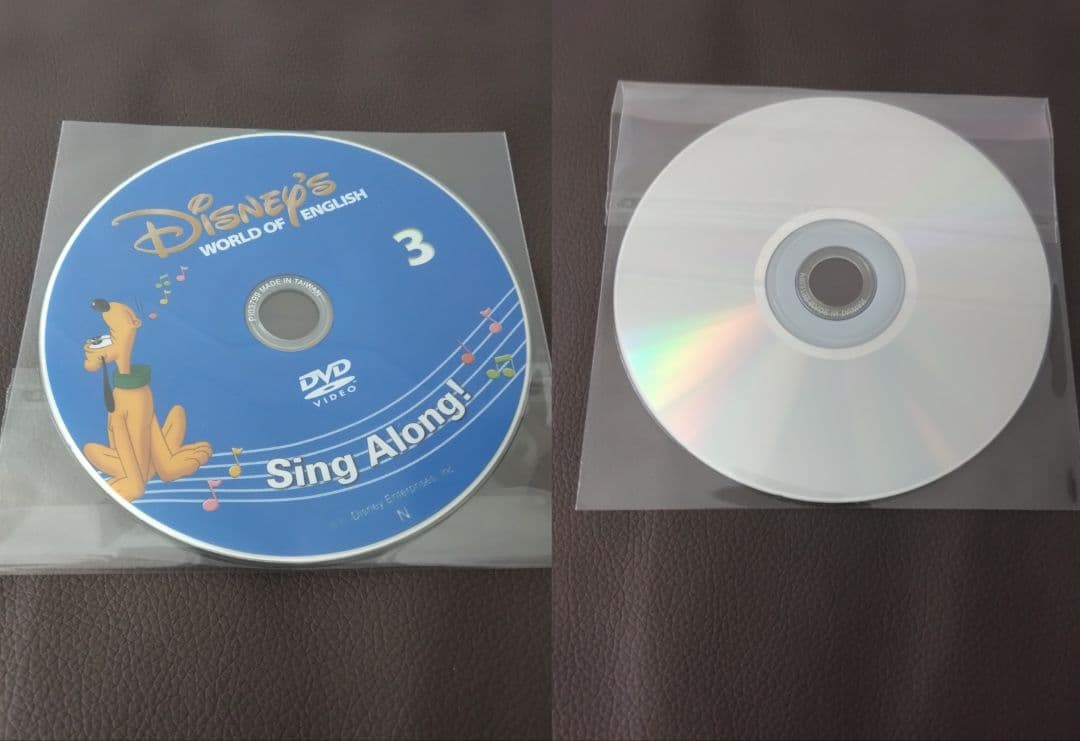 DISNEY'S
WORLD OF ENGLISH
3
MADE IN TAIWAN
DVD
VIDEO
Sing Along!
Disney Enterprises, Inc.
N